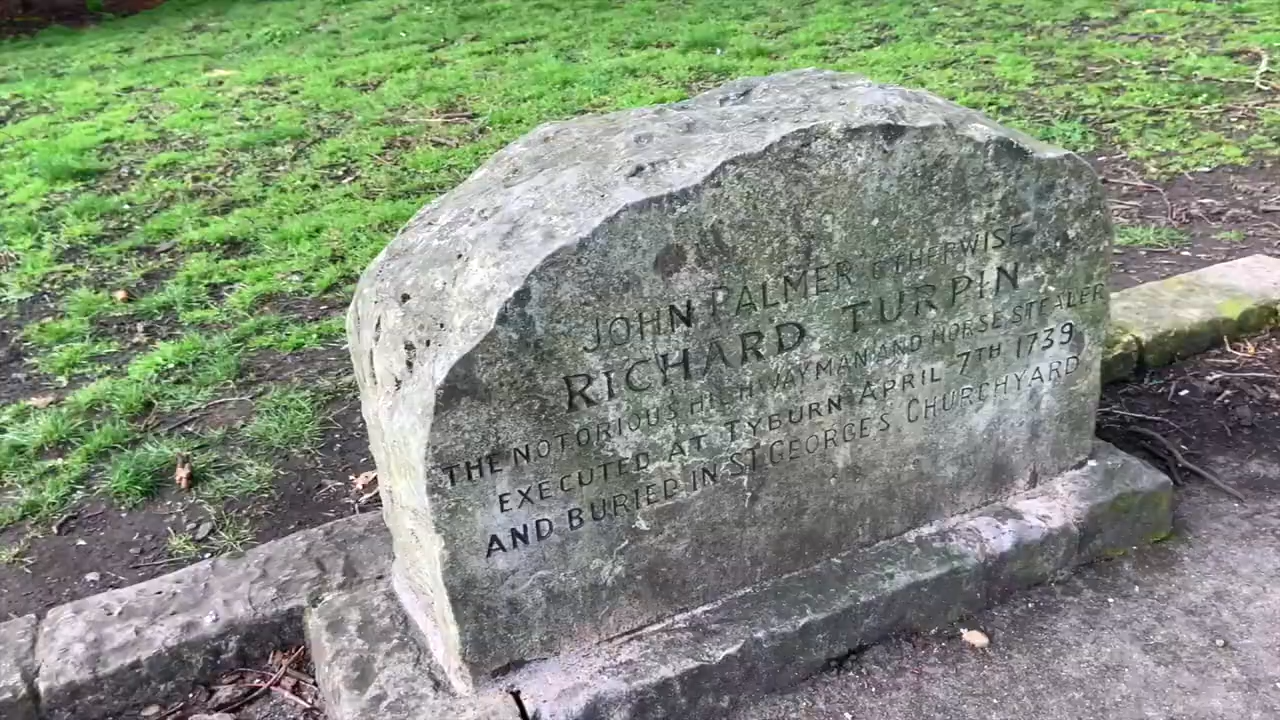 JOHN PALMER OTHERWISE
RICHARD TURPIN
THE NOTORIOUS HIGHWAYMAN AND HORSE STEALER
EXECUTED AT TYBURN APRIL 7TH 1739
AND BURIED IN ST. GEORGES CHURCHYARD